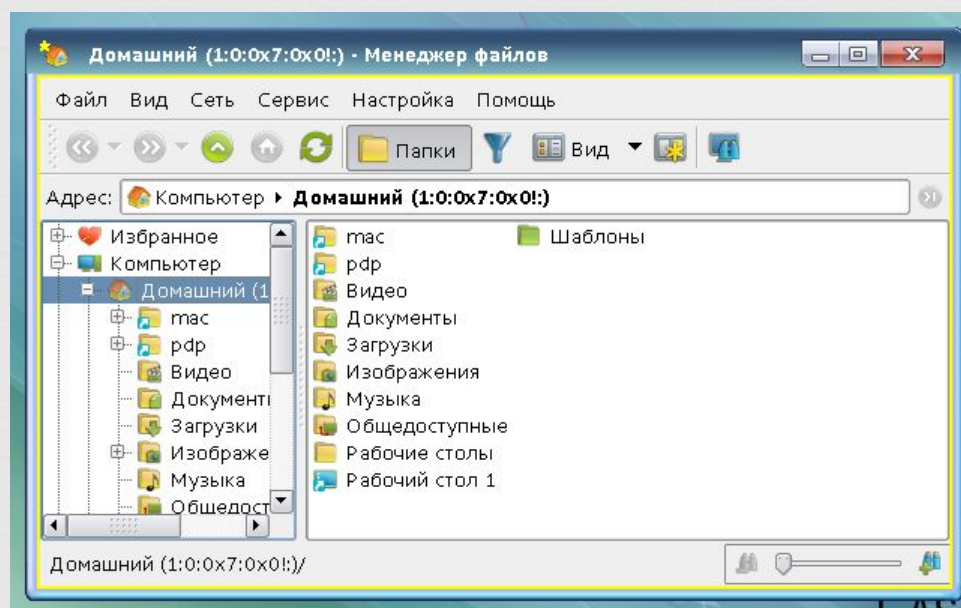 Домашний (1:0:0x7:0x0!:) - Менеджер файлов
Файл Вид Сеть Сервис Настройка Помощь
Папки Вид
Адрес: Компьютер Домашний (1:0:0x7:0x0!:)
Избранное
Компьютер
Домашний (1
mac
pdp
Видео
Документы
Загрузки
Изображе
Музыка
Общедост
mac
pdp
Видео
Документы
Загрузки
Изображения
Музыка
Общедоступные
Рабочие столы
Рабочий стол 1
Шаблоны
Домашний (1:0:0x7:0x0!:)/